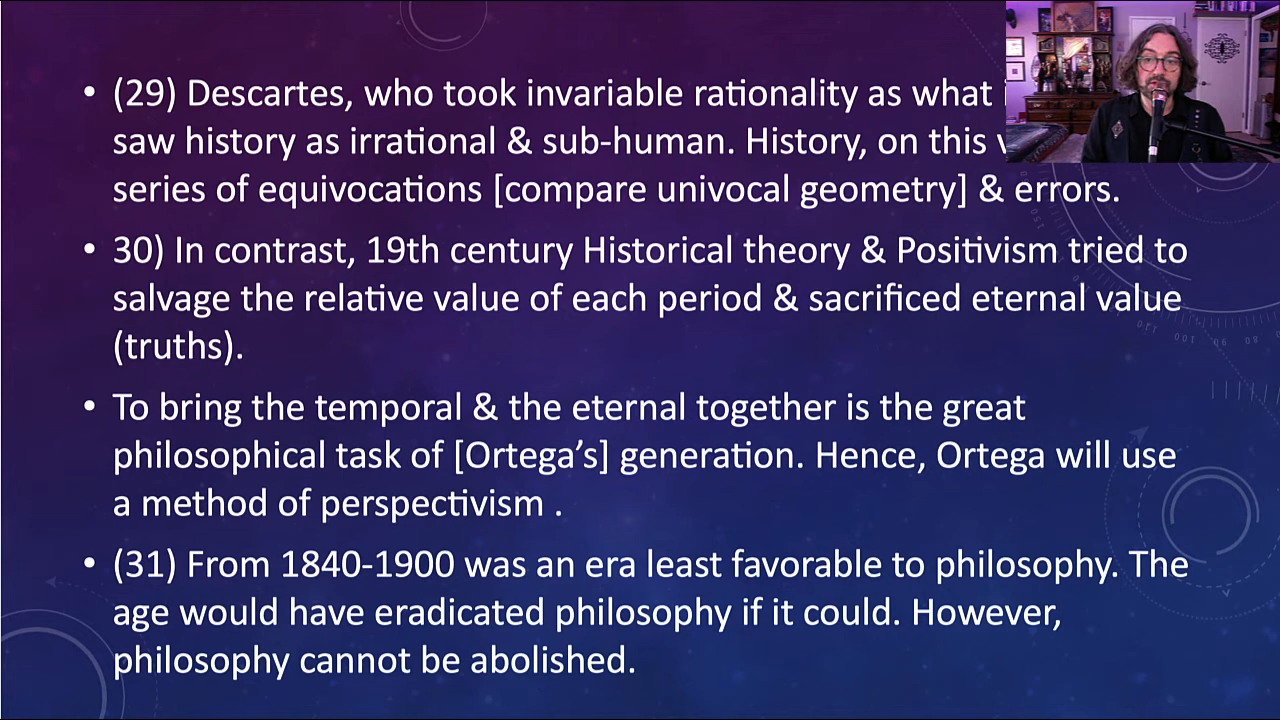 • (29) Descartes, who took invariable rationality as what
saw history as irrational & sub-human. History, on this
series of equivocations [compare univocal geometry] & errors.
• 30) In contrast, 19th century Historical theory & Positivism tried to
salvage the relative value of each period & sacrificed eternal value
(truths).
• To bring the temporal & the eternal together is the great
philosophical task of [Ortega’s] generation. Hence, Ortega will use
a method of perspectivism .
• (31) From 1840-1900 was an era least favorable to philosophy. The
age would have eradicated philosophy if it could. However,
philosophy cannot be abolished.